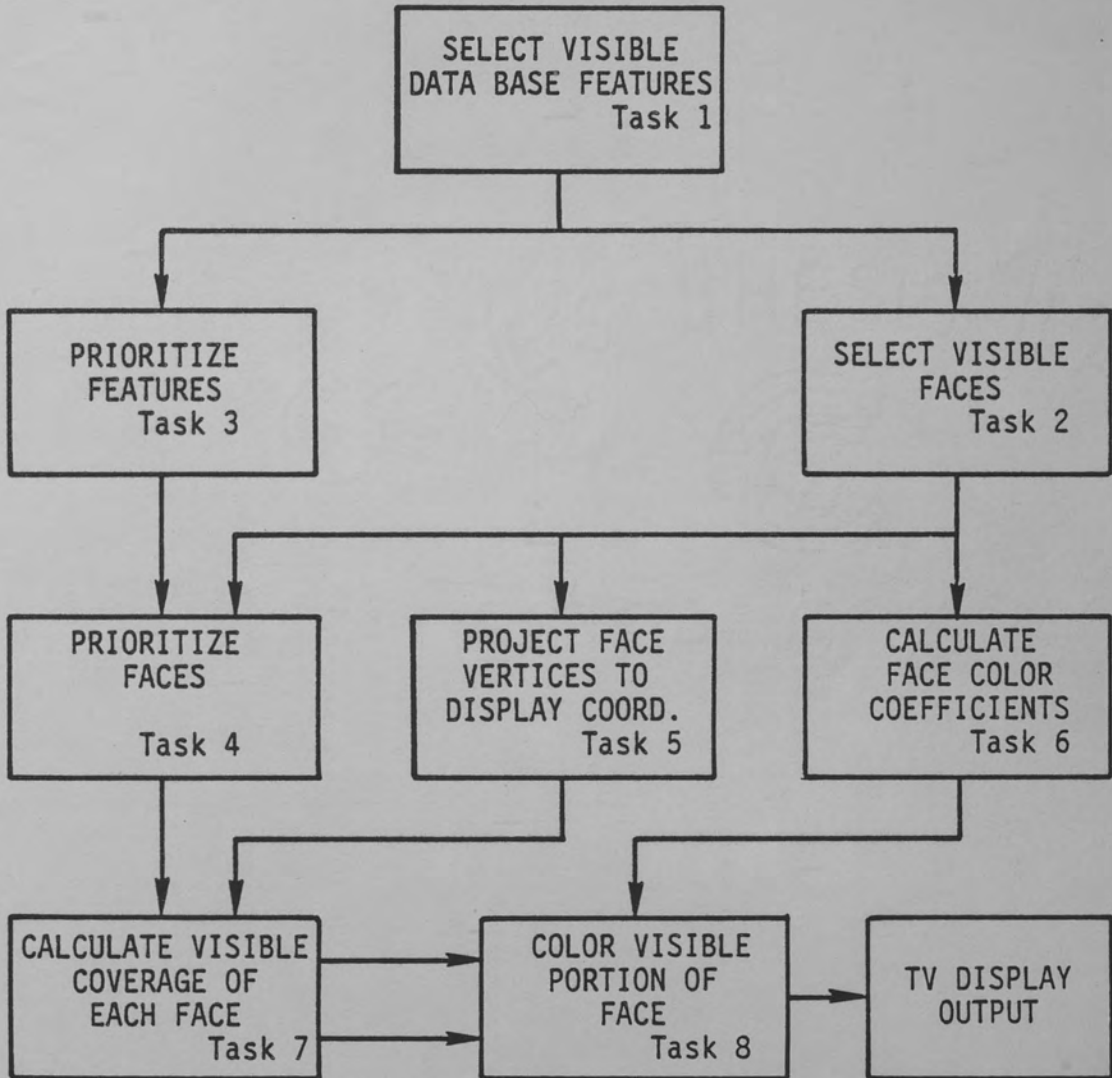 SELECT VISIBLE
DATA BASE FEATURES
Task 1
PRIORITIZE
FEATURES
Task 3
SELECT VISIBLE
FACES
Task 2
PRIORITIZE
FACES
Task 4
PROJECT FACE
VERTICES TO
DISPLAY COORD.
Task 5
CALCULATE
FACE COLOR
COEFFICIENTS
Task 6
CALCULATE VISIBLE
COVERAGE OF
EACH FACE
Task 7
COLOR VISIBLE
PORTION OF
FACE
Task 8
TV DISPLAY
OUTPUT